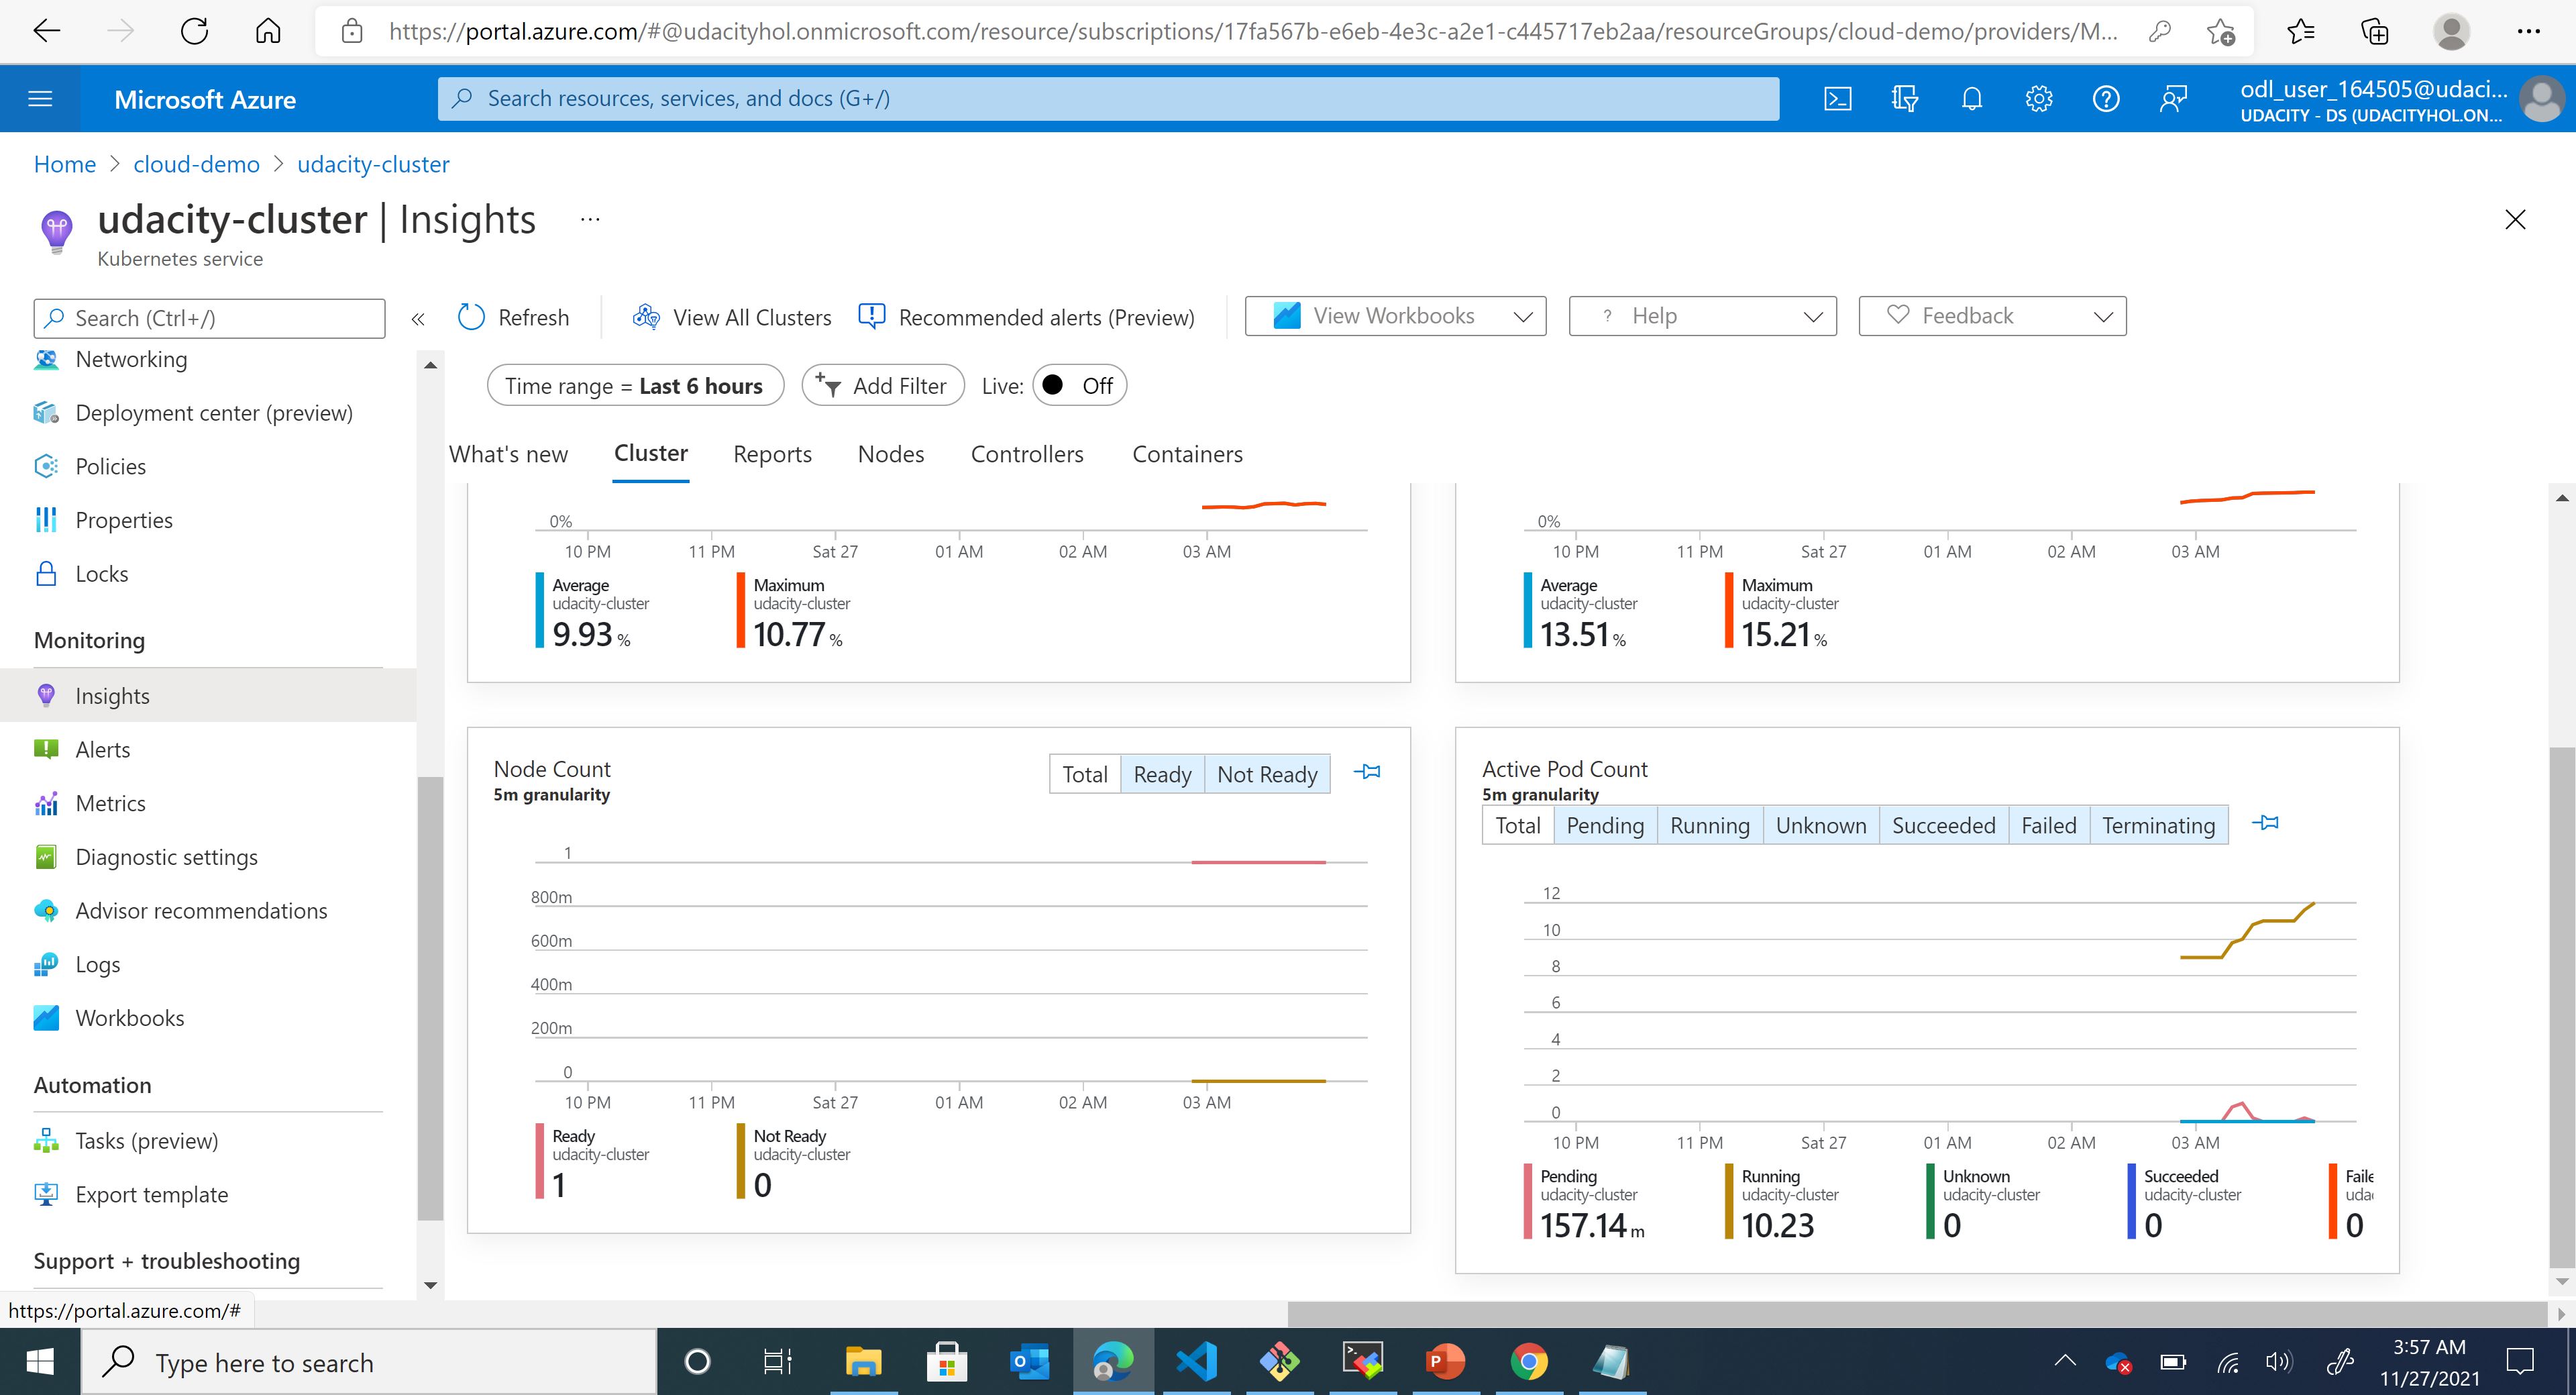 https://portal.azure.com/#@udacityhol.onmicrosoft.com/resource/subscriptions/17fa567b-e6eb-4e3c-a2e1-c445717eb2aa/resourceGroups/cloud-demo/providers/M...
Microsoft Azure
Search resources, services, and docs (G+/)
odl_user_164505@udaci...
UDACITY - DS (UDACITYHOL.ON...
Home > cloud-demo > udacity-cluster
udacity-cluster | Insights ...
Kubernetes service
Search (Ctrl+/)
«
Refresh
View All Clusters
Recommended alerts (Preview)
View Workbooks
? Help
Feedback
Networking
Deployment center (preview)
Policies
Properties
Locks
Monitoring
Insights
Alerts
Metrics
Diagnostic settings
Advisor recommendations
Logs
Workbooks
Automation
Tasks (preview)
Export template
Support + troubleshooting
https://portal.azure.com/#
Time range = Last 6 hours
Add Filter
Live: Off
What's new Cluster Reports Nodes Controllers Containers
0%
10 PM 11 PM Sat 27 01 AM 02 AM 03 AM
Average
udacity-cluster
9.93 %
Maximum
udacity-cluster
10.77 %
0%
10 PM 11 PM Sat 27 01 AM 02 AM 03 AM
Average
udacity-cluster
13.51 %
Maximum
udacity-cluster
15.21 %
Node Count
5m granularity
Total Ready Not Ready
1
800m
600m
400m
200m
0
10 PM 11 PM Sat 27 01 AM 02 AM 03 AM
Ready
udacity-cluster
1
Not Ready
udacity-cluster
0
Active Pod Count
5m granularity
Total Pending Running Unknown Succeeded Failed Terminating
12
10
8
6
4
2
0
10 PM 11 PM Sat 27 01 AM 02 AM 03 AM
Pending
udacity-cluster
157.14 m
Running
udacity-cluster
10.23
Unknown
udacity-cluster
0
Succeeded
udacity-cluster
0
Faile
udac
0
Type here to search
3:57 AM
11/27/2021